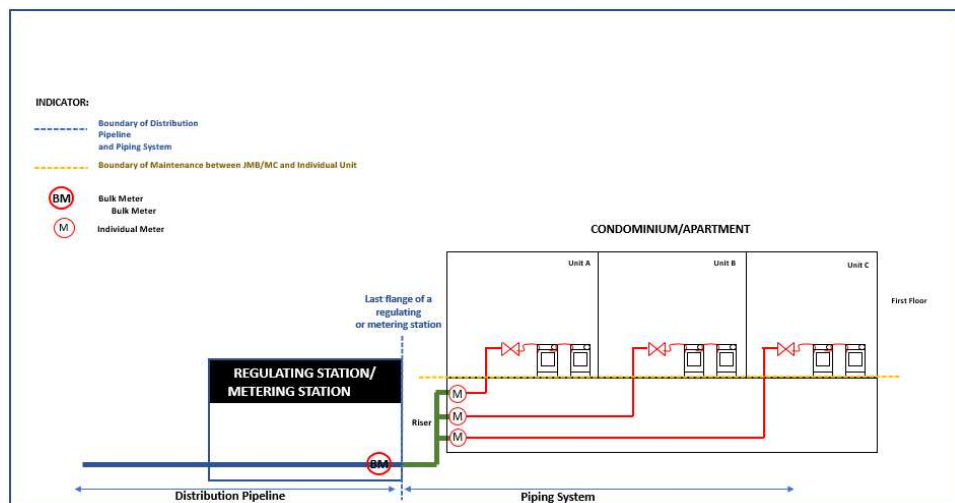 INDICATOR:
Boundary of Distribution
Pipeline
and Piping System
Boundary of Maintenance between JMB/MC and Individual Unit
BM
Bulk Meter
Bulk Meter
M
Individual Meter
CONDOMINIUM/APARTMENT
Unit A
Unit B
Unit C
First Floor
Last flange of a
regulating
or metering station
REGULATING STATION/
METERING STATION
Riser
M
M
M
BM
Distribution Pipeline
Piping System